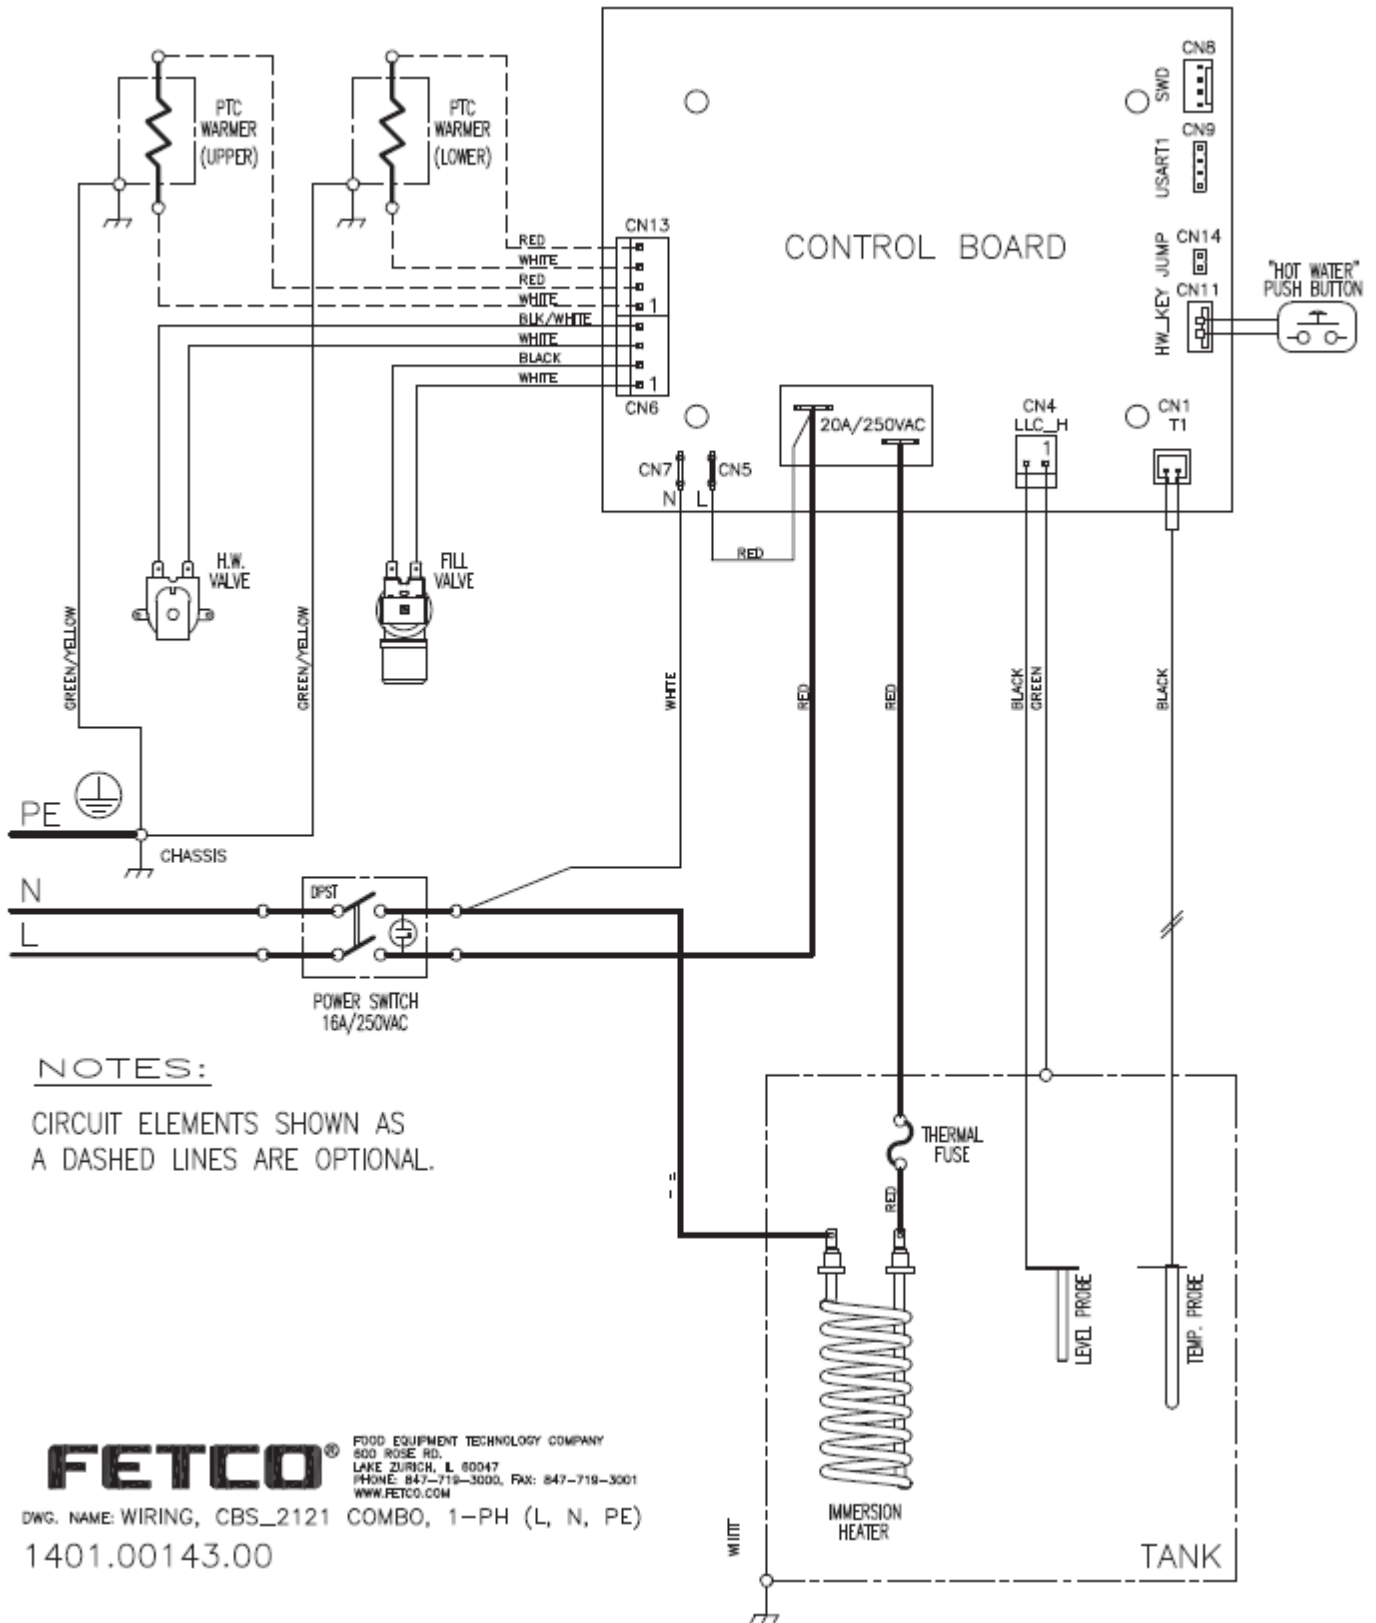 CN8
SWD
CN9
USART1
CN14
JUMP
CN11
HW_KEY
"HOT WATER"
PUSH BUTTON
CONTROL BOARD
PTC
WARMER
(UPPER)
PTC
WARMER
(LOWER)
CN13
RED
WHITE
RED
WHITE
1
BLK/WHITE
WHITE
BLACK
WHITE
1
CN6
20A/250VAC
CN7
CN5
N
L
RED
CN4
LLC_H
1
CN1
T1
H.W.
VALVE
FILL
VALVE
GREEN/YELLOW
GREEN/YELLOW
WHITE
RED
RED
BLACK
GREEN
BLACK
PE
CHASSIS
N
L
DPST
POWER SWITCH
16A/250VAC
NOTES:
CIRCUIT ELEMENTS SHOWN AS
A DASHED LINES ARE OPTIONAL.
THERMAL
FUSE
RED
LEVEL PROBE
TEMP. PROBE
IMMERSION
HEATER
TANK
FETCO®
FOOD EQUIPMENT TECHNOLOGY COMPANY
600 ROSE RD.
LAKE ZURICH, IL 60047
PHONE: 847-719-3000, FAX: 847-719-3001
WWW.FETCO.COM
DWG. NAME: WIRING, CBS_2121 COMBO, 1-PH (L, N, PE)
1401.00143.00